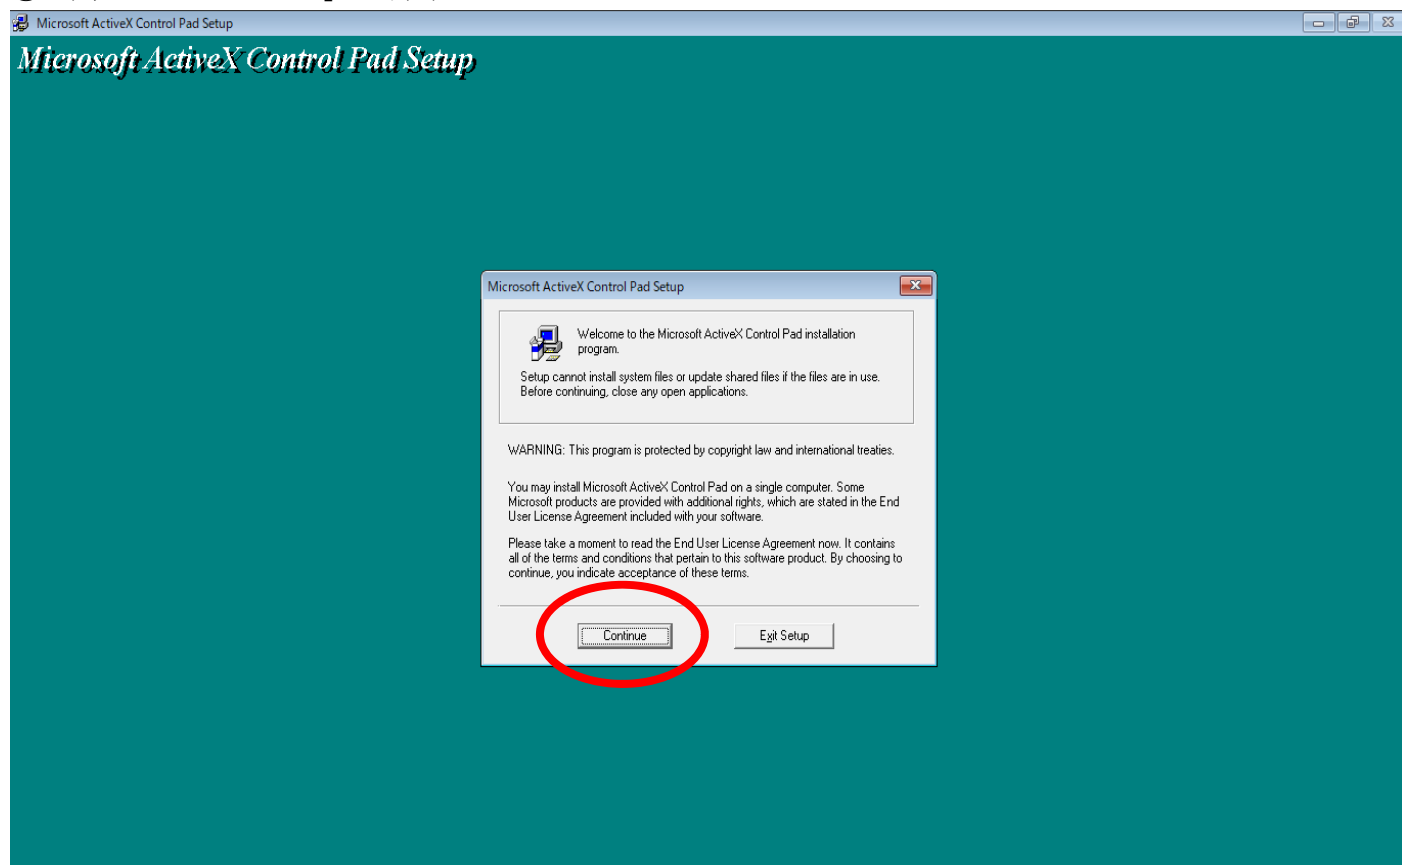 Microsoft ActiveX Control Pad Setup
Microsoft ActiveX Control Pad Setup
Microsoft ActiveX Control Pad Setup
Welcome to the Microsoft ActiveX Control Pad installation
program.
Setup cannot install system files or update shared files if the files are in use.
Before continuing, close any open applications.
WARNING: This program is protected by copyright law and international treaties.
You may install Microsoft ActiveX Control Pad on a single computer. Some
Microsoft products are provided with additional rights, which are stated in the End
User License Agreement included with your software.
Please take a moment to read the End User License Agreement now. It contains
all of the terms and conditions that pertain to this software product. By choosing to
continue, you indicate acceptance of these terms.
Continue
Exit Setup